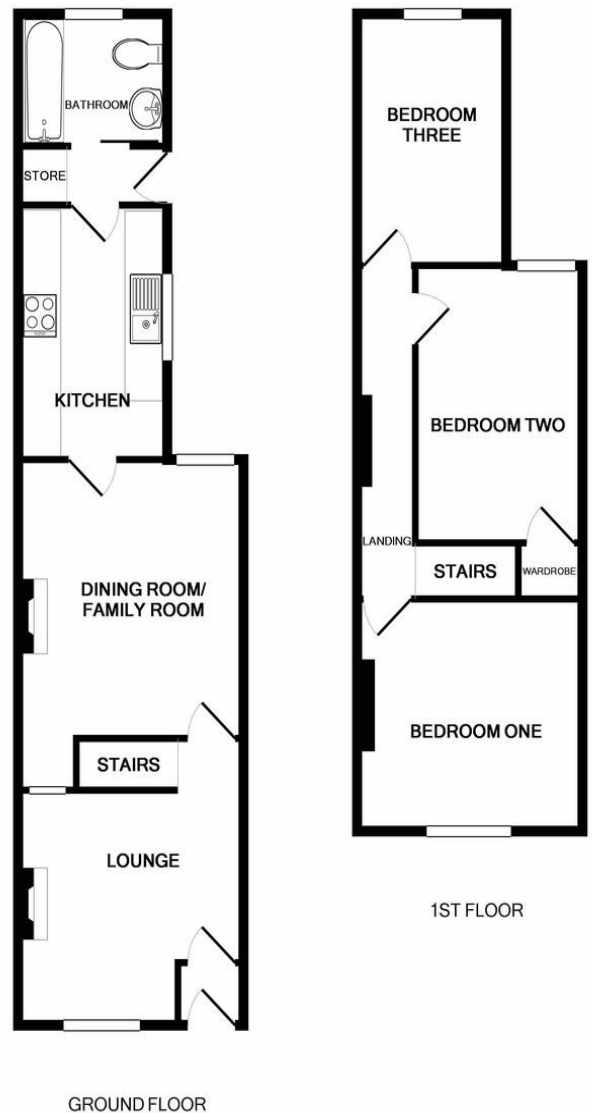 BATHROOM
STORE
KITCHEN
DINING ROOM/
FAMILY ROOM
STAIRS
LOUNGE
GROUND FLOOR
BEDROOM
THREE
BEDROOM TWO
LANDING
STAIRS
WARDROBE
BEDROOM ONE
1ST FLOOR